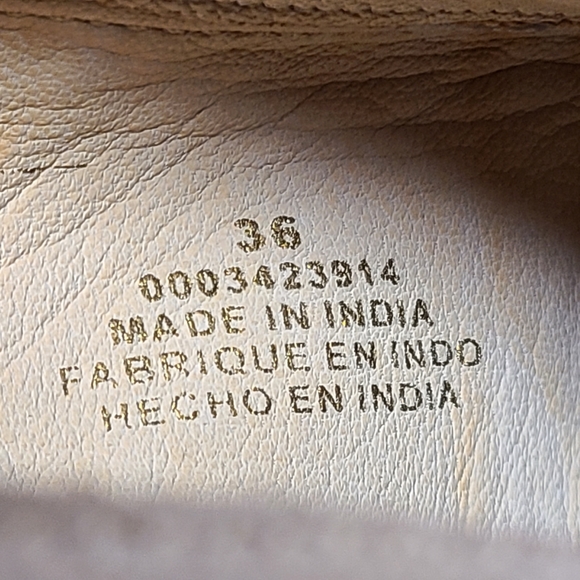 36
0003423914
MADE IN INDIA
FABRIQUE EN INDO
HECHO EN INDIA